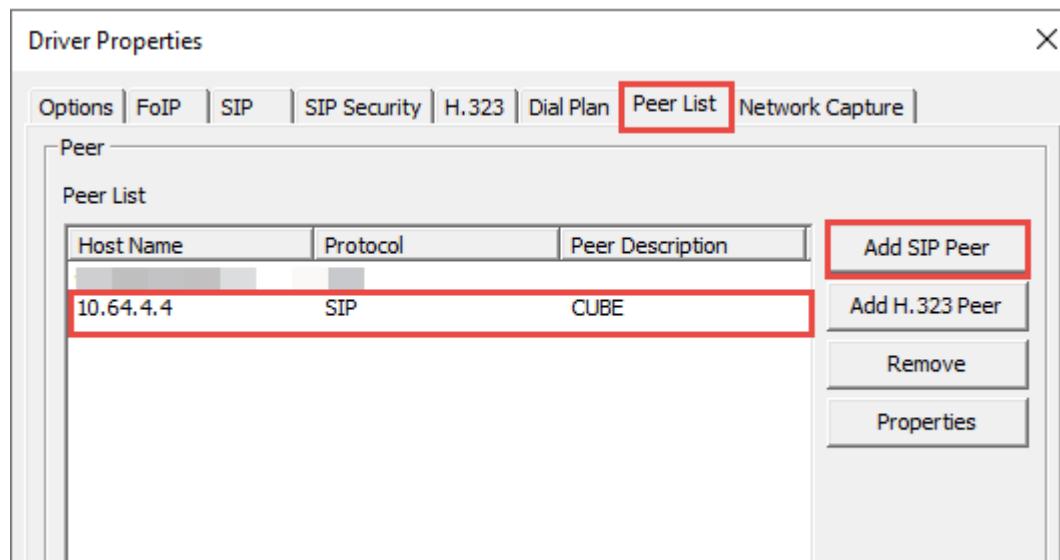 Driver Properties
Options FoIP SIP SIP Security H.323 Dial Plan Peer List Network Capture
Peer
Peer List
Host Name Protocol Peer Description
10.64.4.4 SIP CUBE
Add SIP Peer
Add H.323 Peer
Remove
Properties